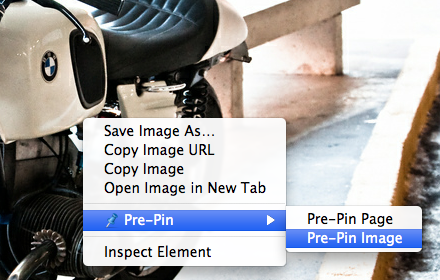 BMW
Save Image As...
Copy Image URL
Copy Image
Open Image in New Tab
Pre-Pin
Pre-Pin Page
Pre-Pin Image
Inspect Element